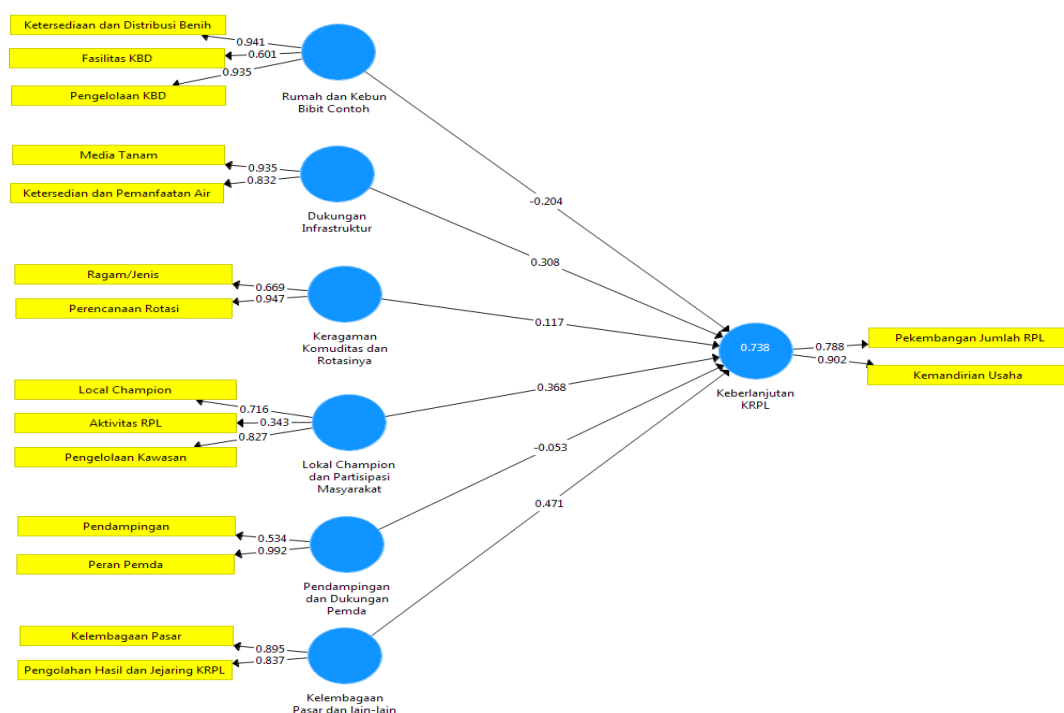 Ketersediaan dan Distribusi Benih
0.941
Fasilitas KBD
0.601
0.935
Pengelolaan KBD
Rumah dan Kebun
Bibit Contoh
Media Tanam
0.935
0.832
Ketersedian dan Pemanfaatan Air
Dukungan
Infrastruktur
-0.204
0.308
Ragam/Jenis
0.669
Perencanaan Rotasi
0.947
Keragaman
Komuditas dan
Rotasinya
0.117
0.738
Keberlanjutan
KRPL
0.788
Pekembangan Jumlah RPL
0.902
Kemandirian Usaha
Local Champion
0.716
Aktivitas RPL
0.343
0.827
Pengelolaan Kawasan
Lokal Champion
dan Partisipasi
Masyarakat
0.368
-0.053
0.471
Pendampingan
0.534
0.992
Peran Pemda
Pendampingan
dan Dukungan
Pemda
Kelembagaan Pasar
0.895
0.837
Pengolahan Hasil dan Jejaring KRPL
Kelembagaan
Pasar dan lain-lain